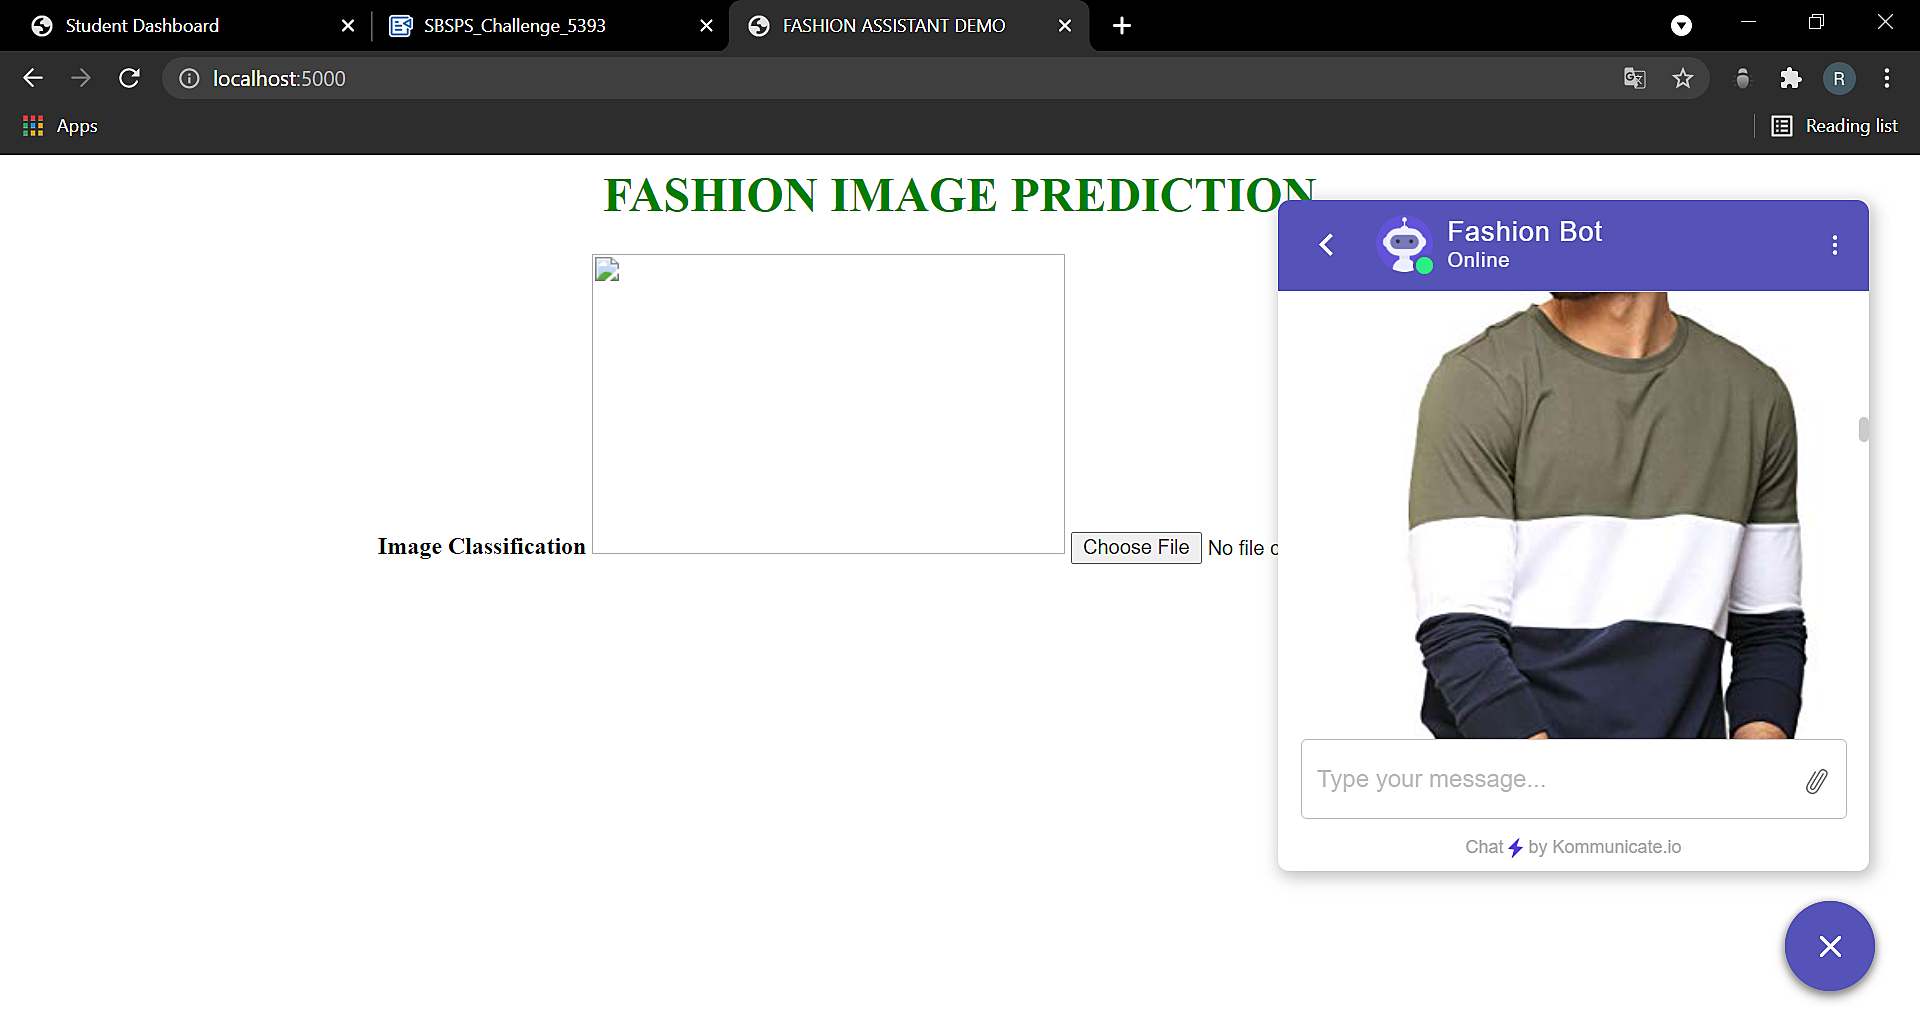 Student Dashboard
SBSPS_Challenge_5393
FASHION ASSISTANT DEMO
localhost:5000
R
Apps
Reading list
FASHION IMAGE PREDICTION
Fashion Bot
Online
Image Classification
Choose File
No file c
Type your message...
Chat by Kommunicate.io